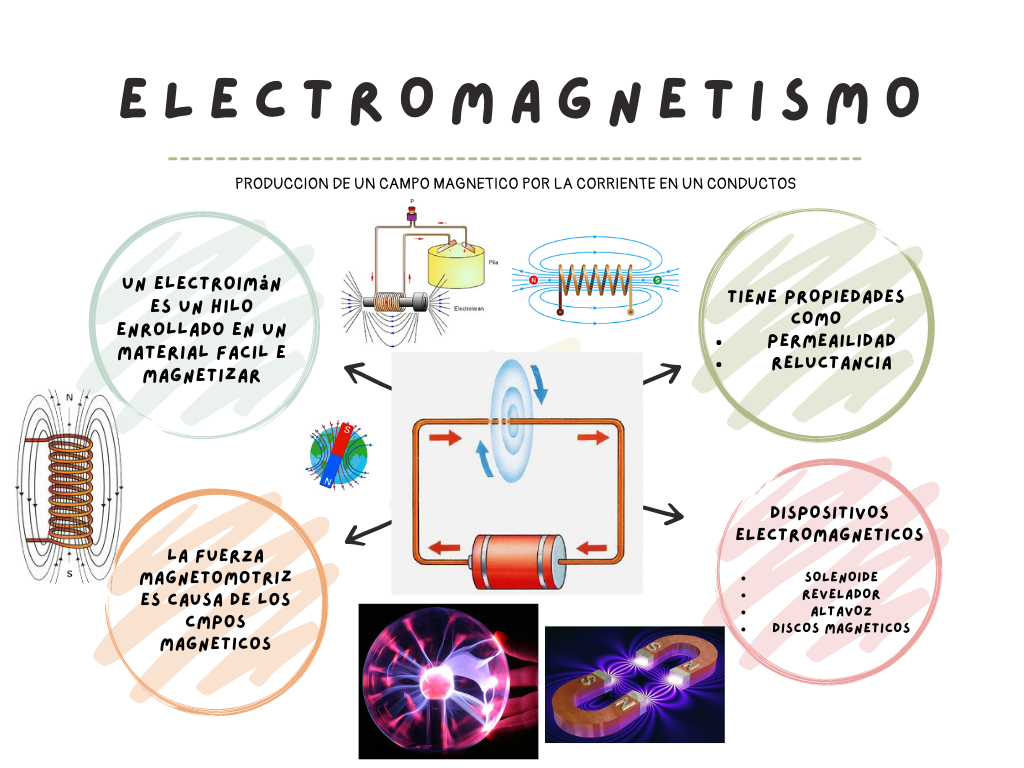 ELECTROMAGNETISMO
PRODUCCION DE UN CAMPO MAGNETICO POR LA CORRIENTE EN UN CONDUCTOS
UN ELECTROIMáN
ES UN HILO
ENROLLADO EN UN
MATERIAL FACIL E
MAGNETIZAR
P
Pila
Electroimán
N
S
TIENE PROPIEDADES
COMO
• PERMEAILIDAD
• RELUCTANCIA
N
S
S
N
LA FUERZA
MAGNETOMOTRIZ
ES CAUSA DE LOS
CMPOS
MAGNETICOS
DISPOSITIVOS
ELECTROMAGNETICOS
• SOLENOIDE
• REVELADOR
• ALTAVOZ
• DISCOS MAGNETICOS
S
N
S
N